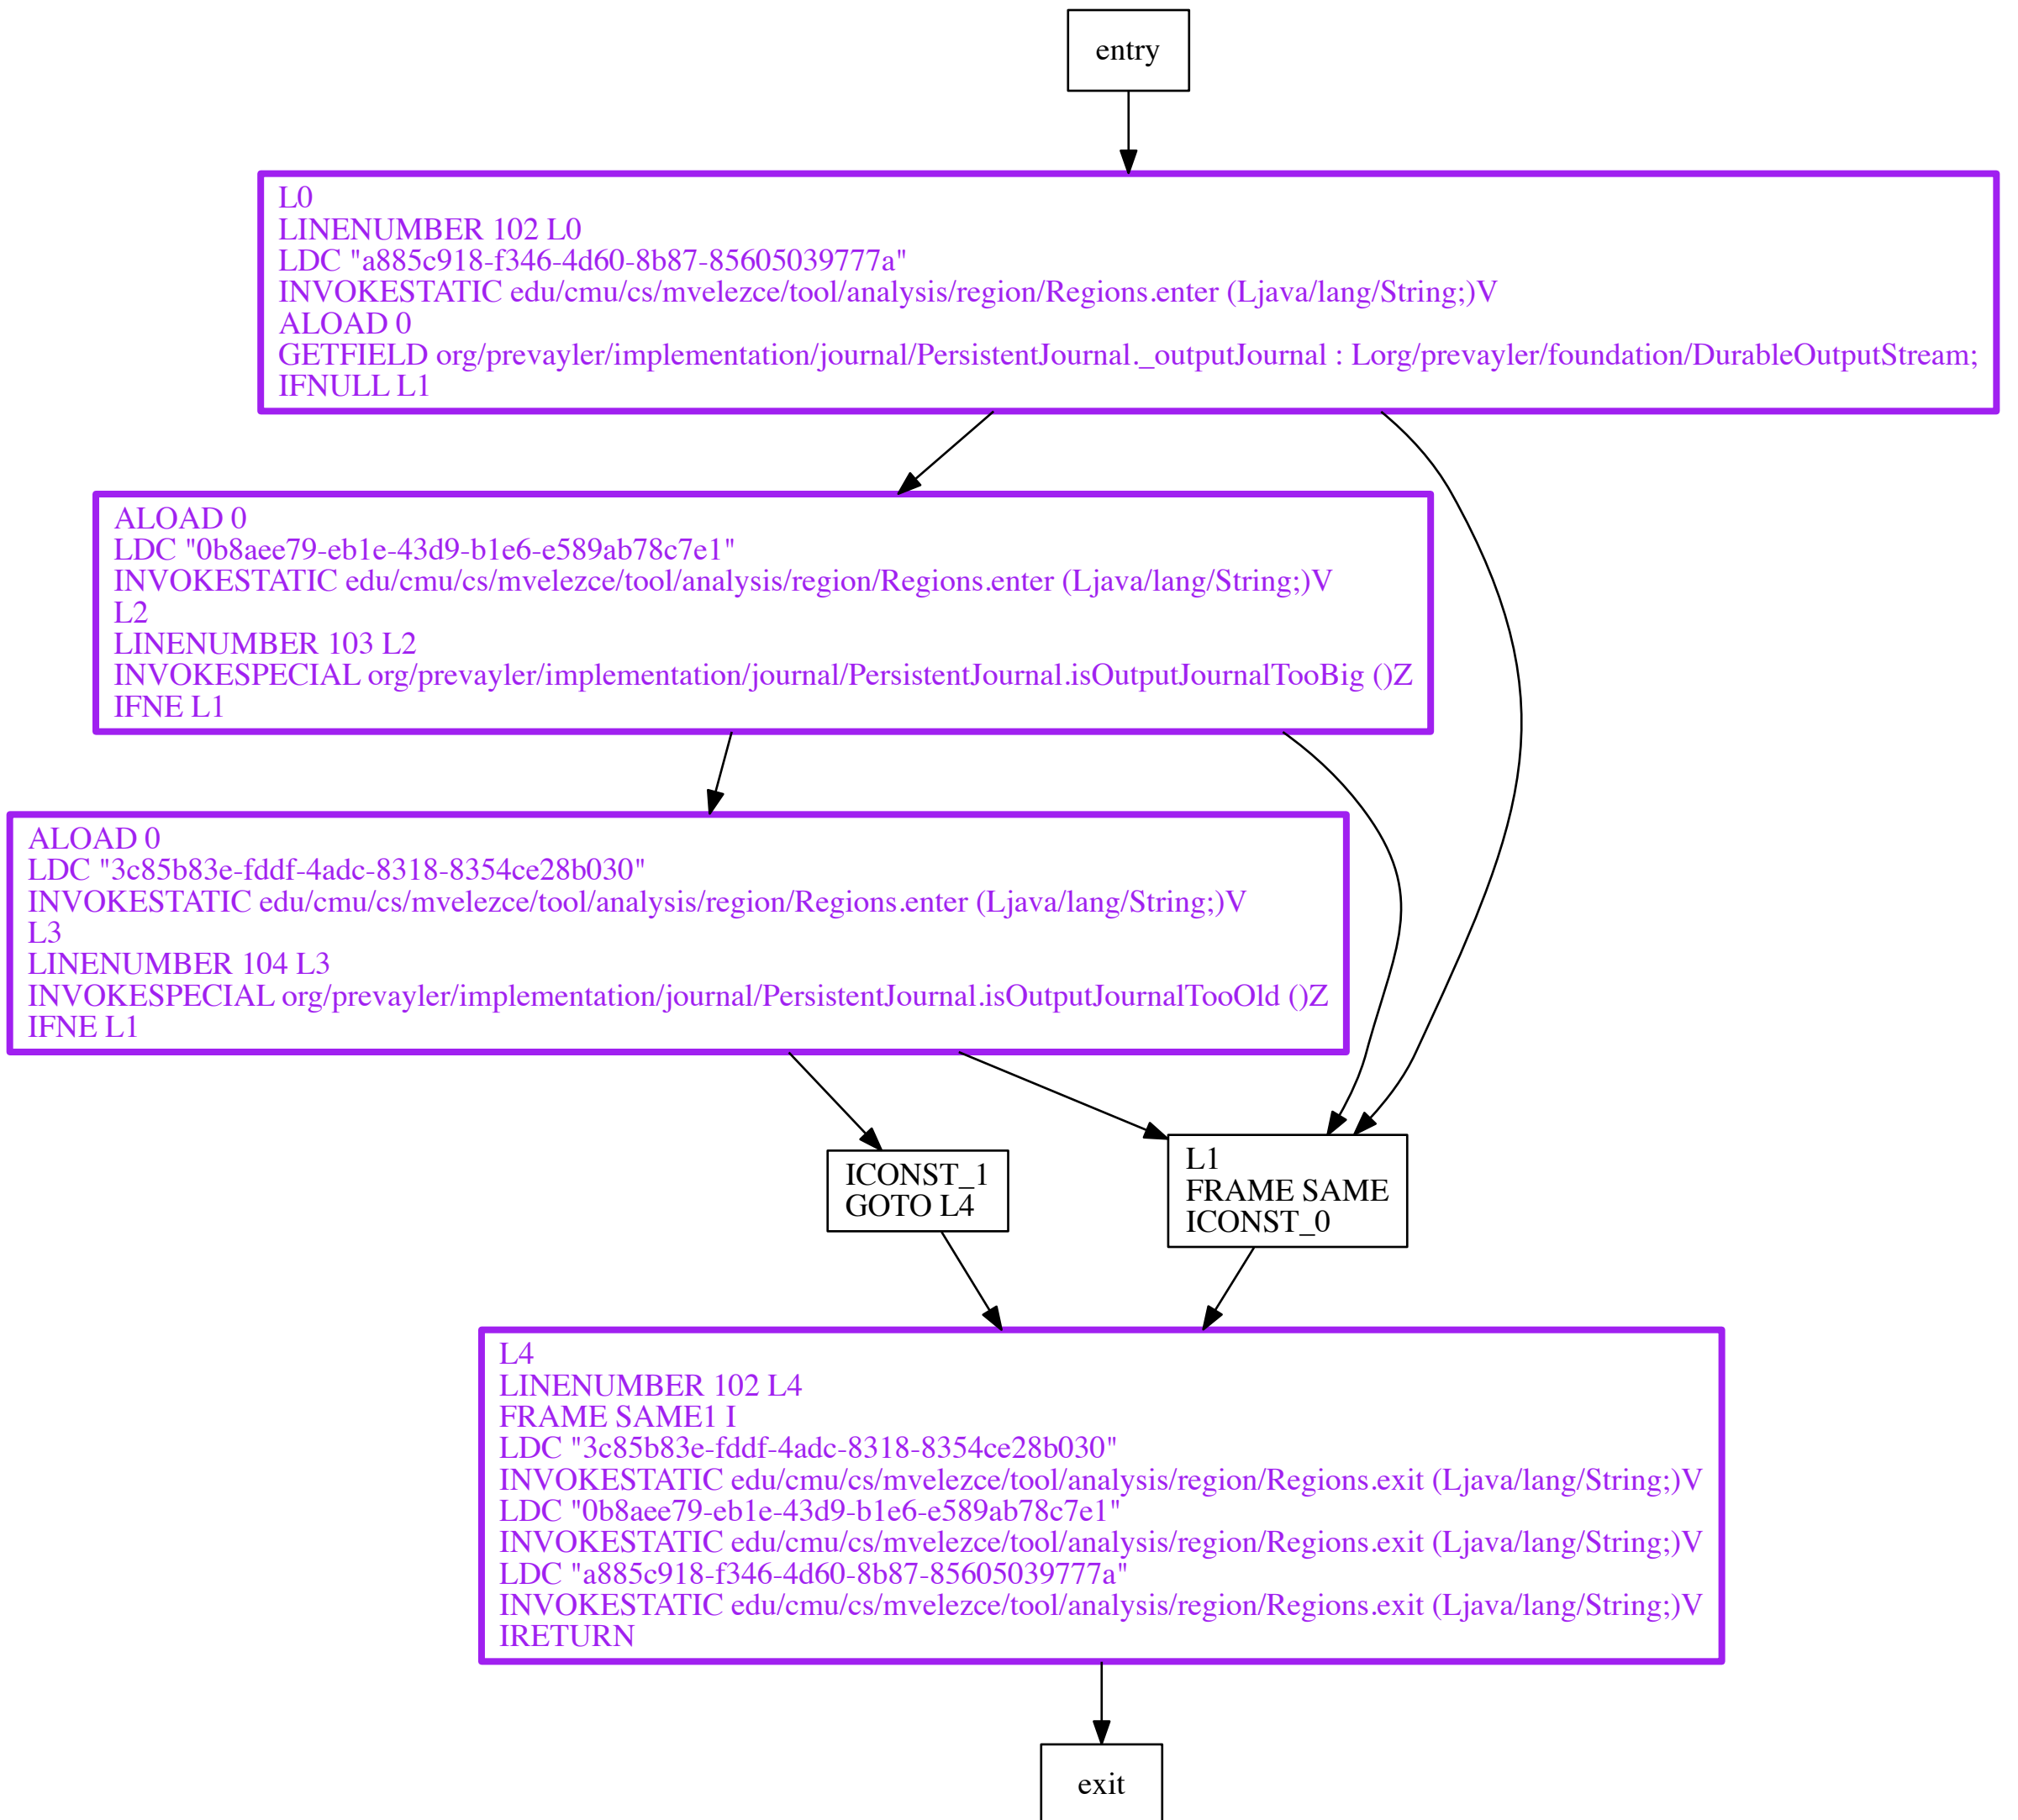 entry
L0
LINENUMBER 102 L0
LDC "a885c918-f346-4d60-8b87-85605039777a"
INVOKESTATIC edu/cmu/cs/mvelezce/tool/analysis/region/Regions.enter (Ljava/lang/String;)V
ALOAD 0
GETFIELD org/prevayler/implementation/journal/PersistentJournal._outputJournal : Lorg/prevayler/foundation/DurableOutputStream;
IFNULL L1
ALOAD 0
LDC "0b8aee79-eb1e-43d9-b1e6-e589ab78c7e1"
INVOKESTATIC edu/cmu/cs/mvelezce/tool/analysis/region/Regions.enter (Ljava/lang/String;)V
L2
LINENUMBER 103 L2
INVOKESPECIAL org/prevayler/implementation/journal/PersistentJournal.isOutputJournalTooBig ()Z
IFNE L1
ALOAD 0
LDC "3c85b83e-fddf-4adc-8318-8354ce28b030"
INVOKESTATIC edu/cmu/cs/mvelezce/tool/analysis/region/Regions.enter (Ljava/lang/String;)V
L3
LINENUMBER 104 L3
INVOKESPECIAL org/prevayler/implementation/journal/PersistentJournal.isOutputJournalTooOld ()Z
IFNE L1
ICONST_1
GOTO L4
L1
FRAME SAME
ICONST_0
L4
LINENUMBER 102 L4
FRAME SAME1 I
LDC "3c85b83e-fddf-4adc-8318-8354ce28b030"
INVOKESTATIC edu/cmu/cs/mvelezce/tool/analysis/region/Regions.exit (Ljava/lang/String;)V
LDC "0b8aee79-eb1e-43d9-b1e6-e589ab78c7e1"
INVOKESTATIC edu/cmu/cs/mvelezce/tool/analysis/region/Regions.exit (Ljava/lang/String;)V
LDC "a885c918-f346-4d60-8b87-85605039777a"
INVOKESTATIC edu/cmu/cs/mvelezce/tool/analysis/region/Regions.exit (Ljava/lang/String;)V
IRETURN
exit